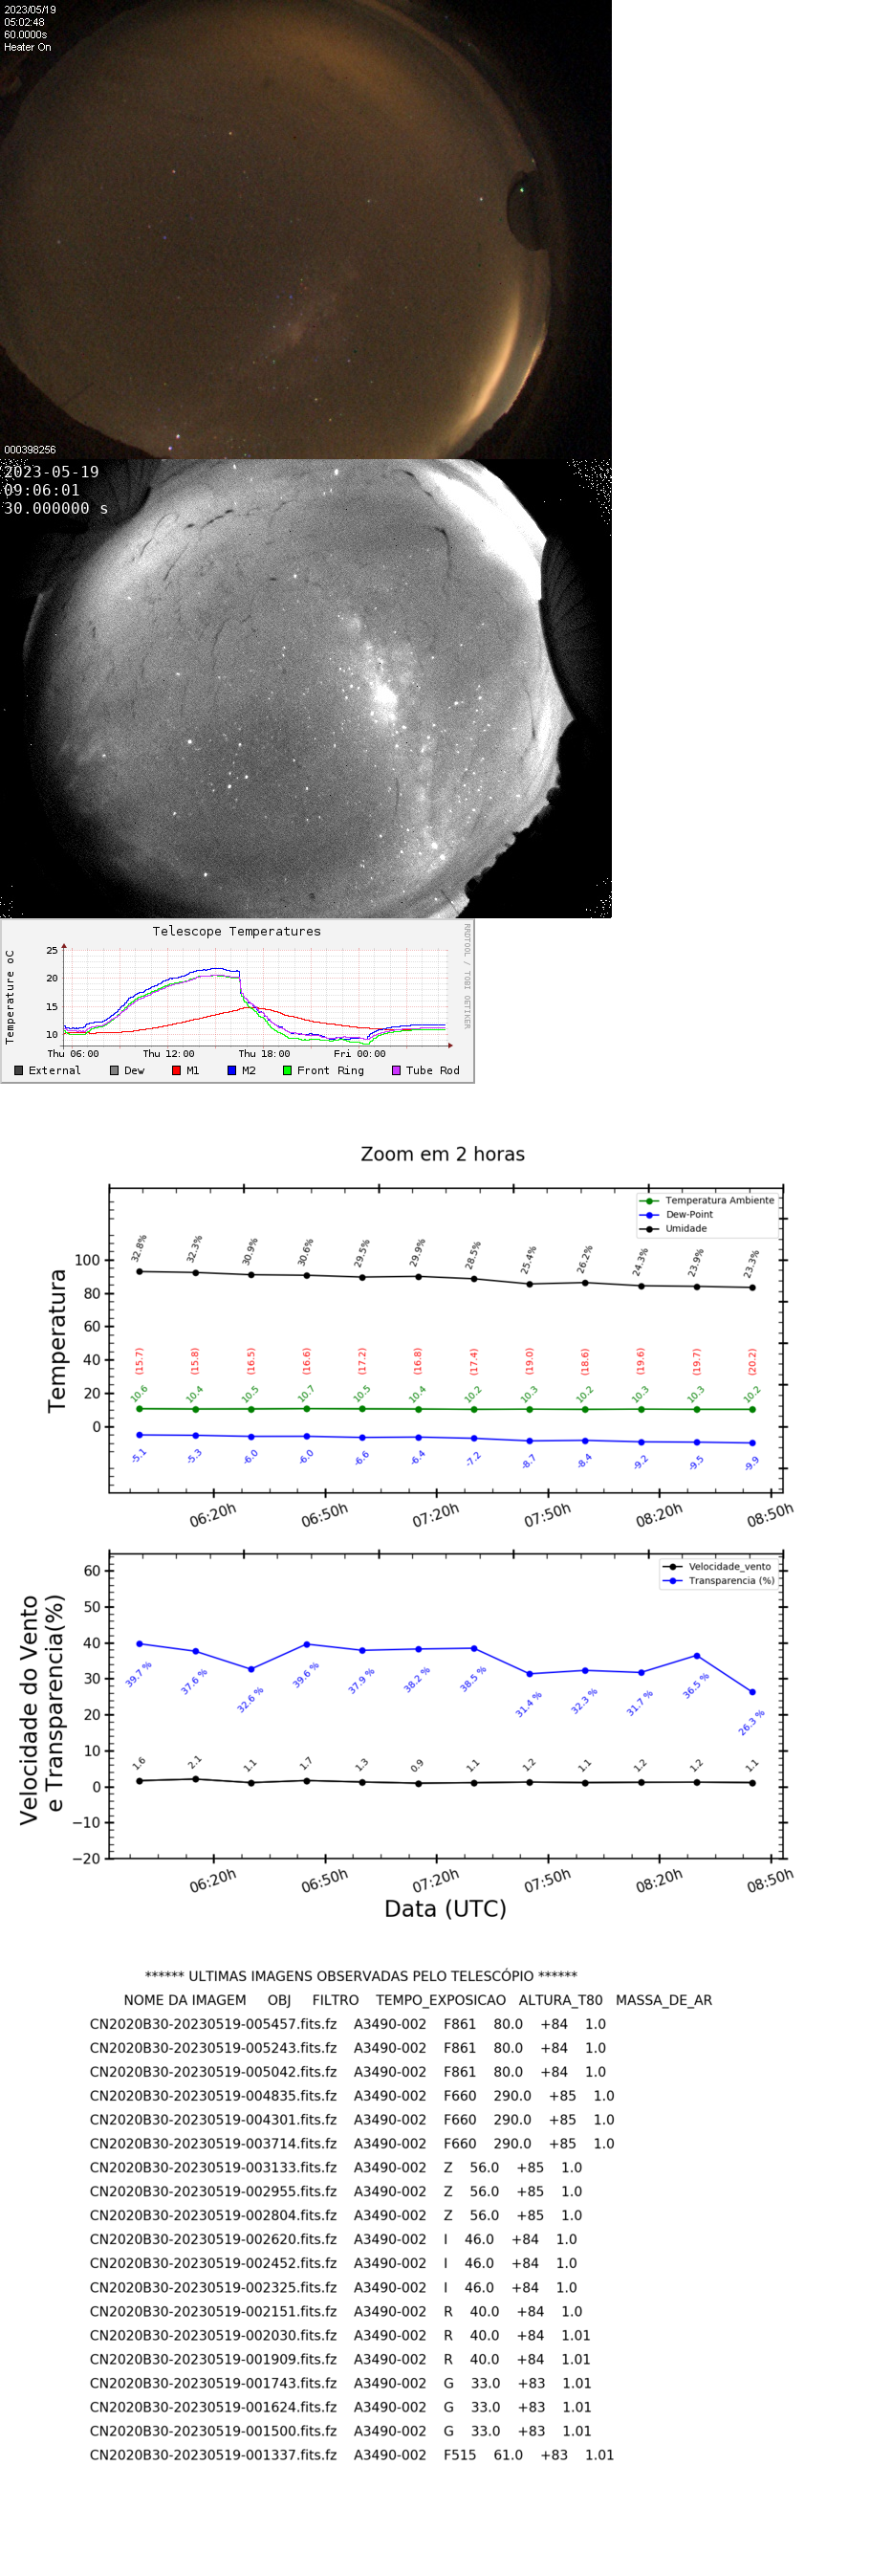 2023/05/19
05:02:48
60.0000s
Heater On
000398256
2023-05-19
09:06:01
30.000000 s
Telescope Temperatures
RRDTOOL / TOBI OETIKER
Temperature oC
25
20
15
10
Thu 06:00 Thu 12:00 Thu 18:00 Fri 00:00
External Dew M1 M2 Front Ring Tube Rod
Zoom em 2 horas
Temperatura Ambiente
Dew-Point
Umidade
Temperatura
100
80
60
40
20
0
32.8% 32.3% 30.9% 30.6% 29.5% 29.9% 28.5% 25.4% 26.2% 24.3% 23.9% 23.3%
(15.7) (15.8) (16.5) (16.6) (17.2) (16.8) (17.4) (19.0) (18.6) (19.6) (19.7) (20.2)
10.6 10.4 10.5 10.7 10.5 10.4 10.2 10.3 10.2 10.3 10.3 10.2
-5.1 -5.3 -6.0 -6.0 -6.6 -6.4 -7.2 -8.7 -8.4 -9.2 -9.5 -9.9
06:20h 06:50h 07:20h 07:50h 08:20h 08:50h
Velocidade_vento
Transparencia (%)
Velocidade do Vento
e Transparencia(%)
60
50
40
30
20
10
0
−10
−20
39.7 % 37.6 % 32.6 % 39.6 % 37.9 % 38.2 % 38.5 % 31.4 % 32.3 % 31.7 % 36.5 % 26.3 %
1.6 2.1 1.1 1.7 1.3 0.9 1.1 1.2 1.1 1.2 1.2 1.1
06:20h 06:50h 07:20h 07:50h 08:20h 08:50h
Data (UTC)
****** ULTIMAS IMAGENS OBSERVADAS PELO TELESCÓPIO ******
NOME DA IMAGEM OBJ FILTRO TEMPO_EXPOSICAO ALTURA_T80 MASSA_DE_AR
CN2020B30-20230519-005457.fits.fz A3490-002 F861 80.0 +84 1.0
CN2020B30-20230519-005243.fits.fz A3490-002 F861 80.0 +84 1.0
CN2020B30-20230519-005042.fits.fz A3490-002 F861 80.0 +84 1.0
CN2020B30-20230519-004835.fits.fz A3490-002 F660 290.0 +85 1.0
CN2020B30-20230519-004301.fits.fz A3490-002 F660 290.0 +85 1.0
CN2020B30-20230519-003714.fits.fz A3490-002 F660 290.0 +85 1.0
CN2020B30-20230519-003133.fits.fz A3490-002 Z 56.0 +85 1.0
CN2020B30-20230519-002955.fits.fz A3490-002 Z 56.0 +85 1.0
CN2020B30-20230519-002804.fits.fz A3490-002 Z 56.0 +85 1.0
CN2020B30-20230519-002620.fits.fz A3490-002 I 46.0 +84 1.0
CN2020B30-20230519-002452.fits.fz A3490-002 I 46.0 +84 1.0
CN2020B30-20230519-002325.fits.fz A3490-002 I 46.0 +84 1.0
CN2020B30-20230519-002151.fits.fz A3490-002 R 40.0 +84 1.0
CN2020B30-20230519-002030.fits.fz A3490-002 R 40.0 +84 1.01
CN2020B30-20230519-001909.fits.fz A3490-002 R 40.0 +84 1.01
CN2020B30-20230519-001743.fits.fz A3490-002 G 33.0 +83 1.01
CN2020B30-20230519-001624.fits.fz A3490-002 G 33.0 +83 1.01
CN2020B30-20230519-001500.fits.fz A3490-002 G 33.0 +83 1.01
CN2020B30-20230519-001337.fits.fz A3490-002 F515 61.0 +83 1.01